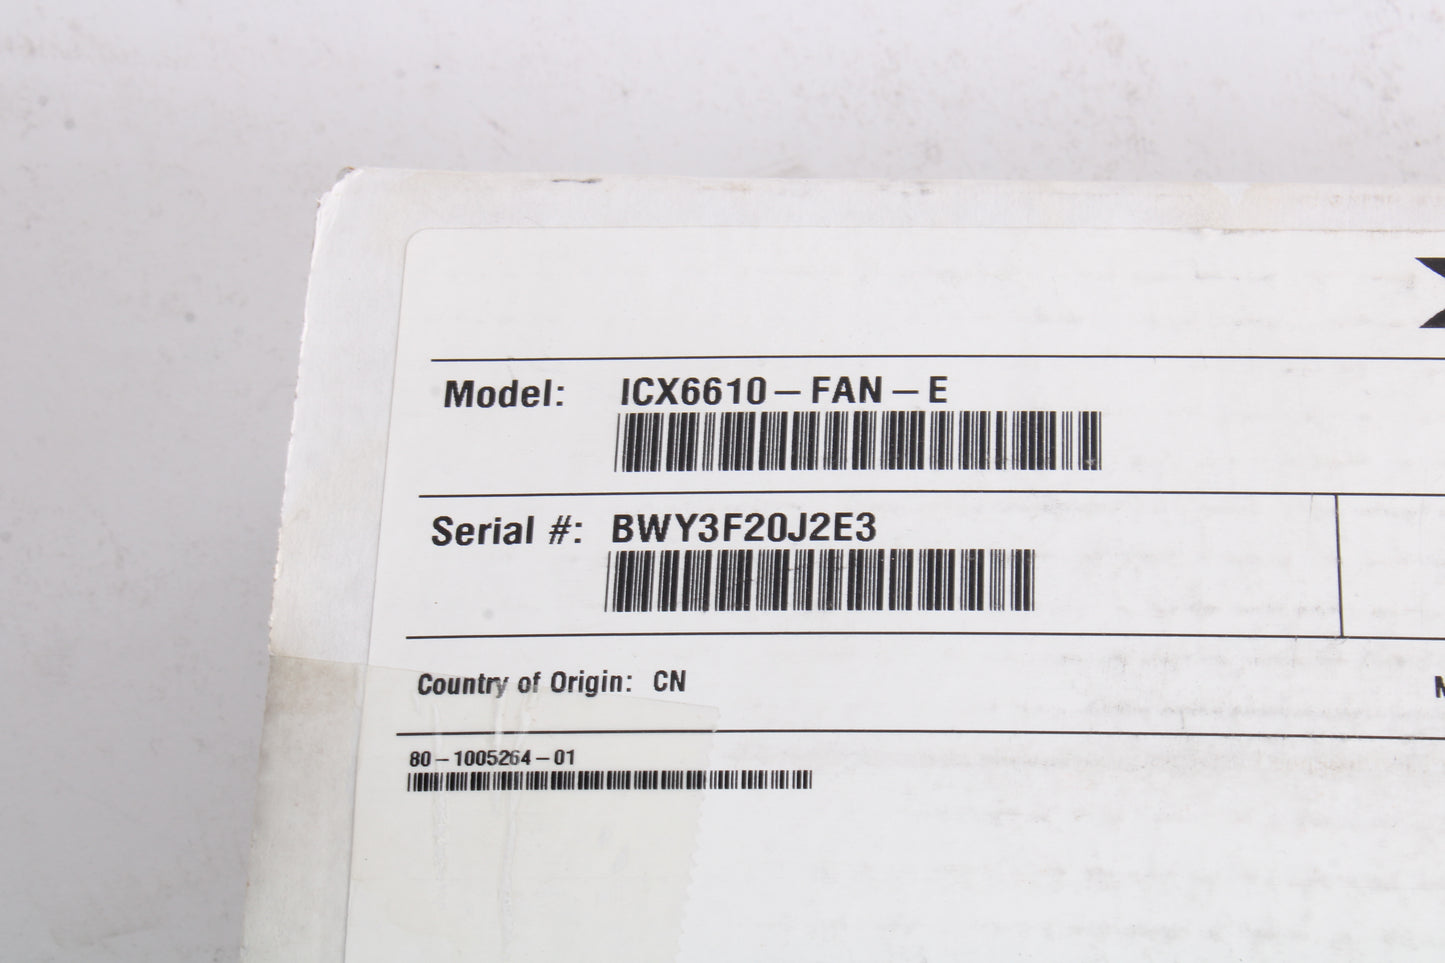 Model: ICX6610-FAN-E
Serial #: BWY3F20J2E3
Country of Origin: CN
80-1005264-01